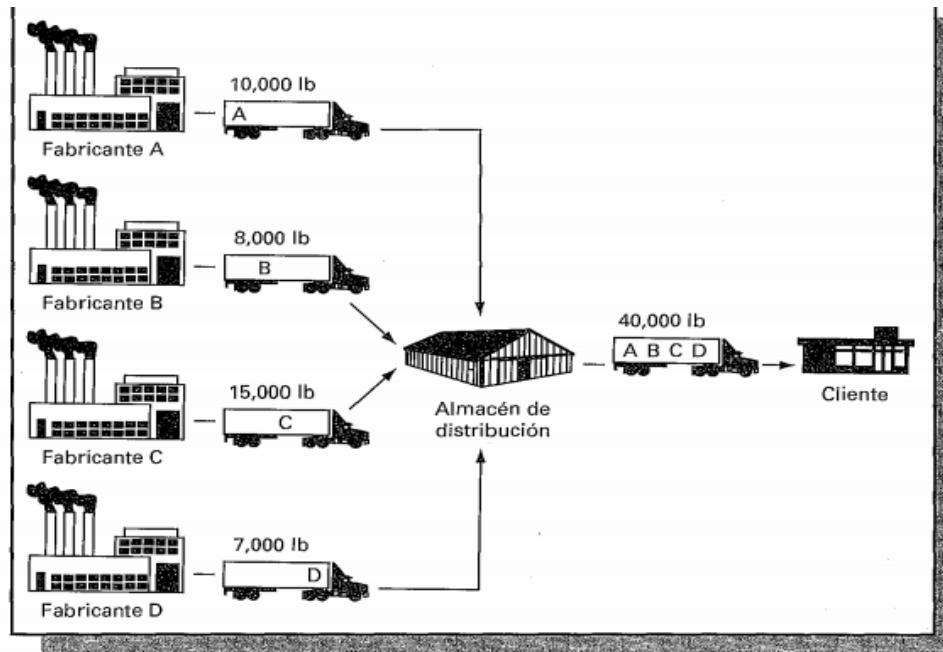 10,000 lb
A
Fabricante A
8,000 lb
B
Fabricante B
15,000 lb
C
Fabricante C
7,000 lb
D
Fabricante D
Almacén de
distribución
40,000 lb
A B C D
Cliente